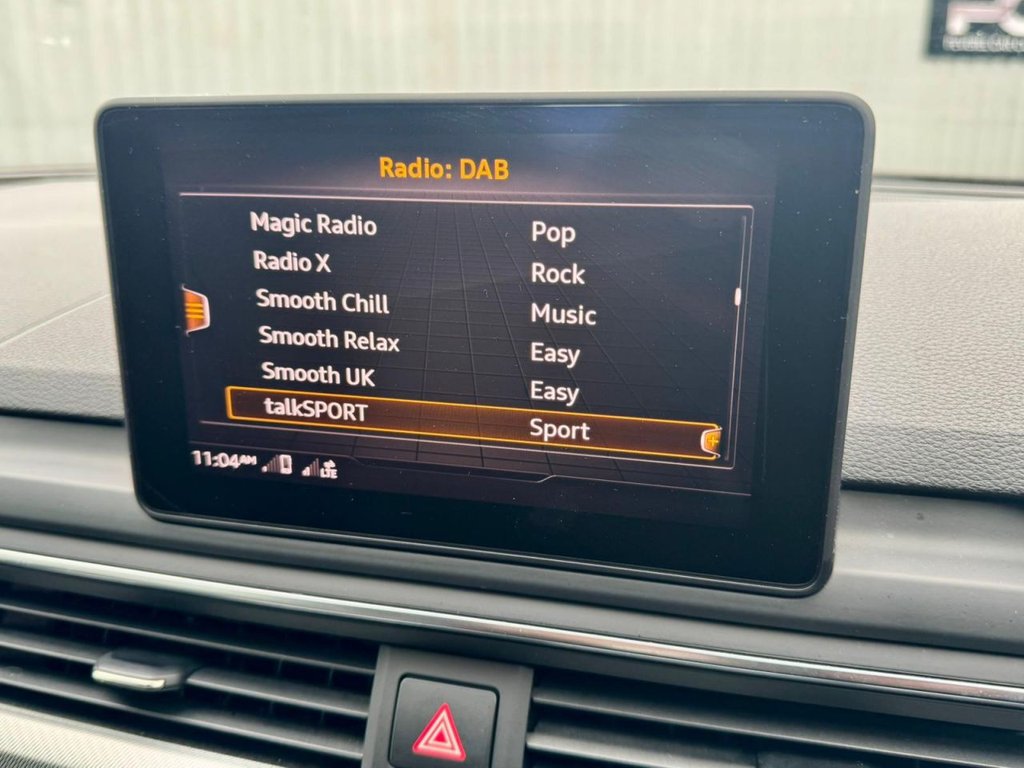 Radio: DAB
Magic Radio Pop
Radio X Rock
Smooth Chill Music
Smooth Relax Easy
Smooth UK Easy
talkSPORT Sport
11:04AM LTE